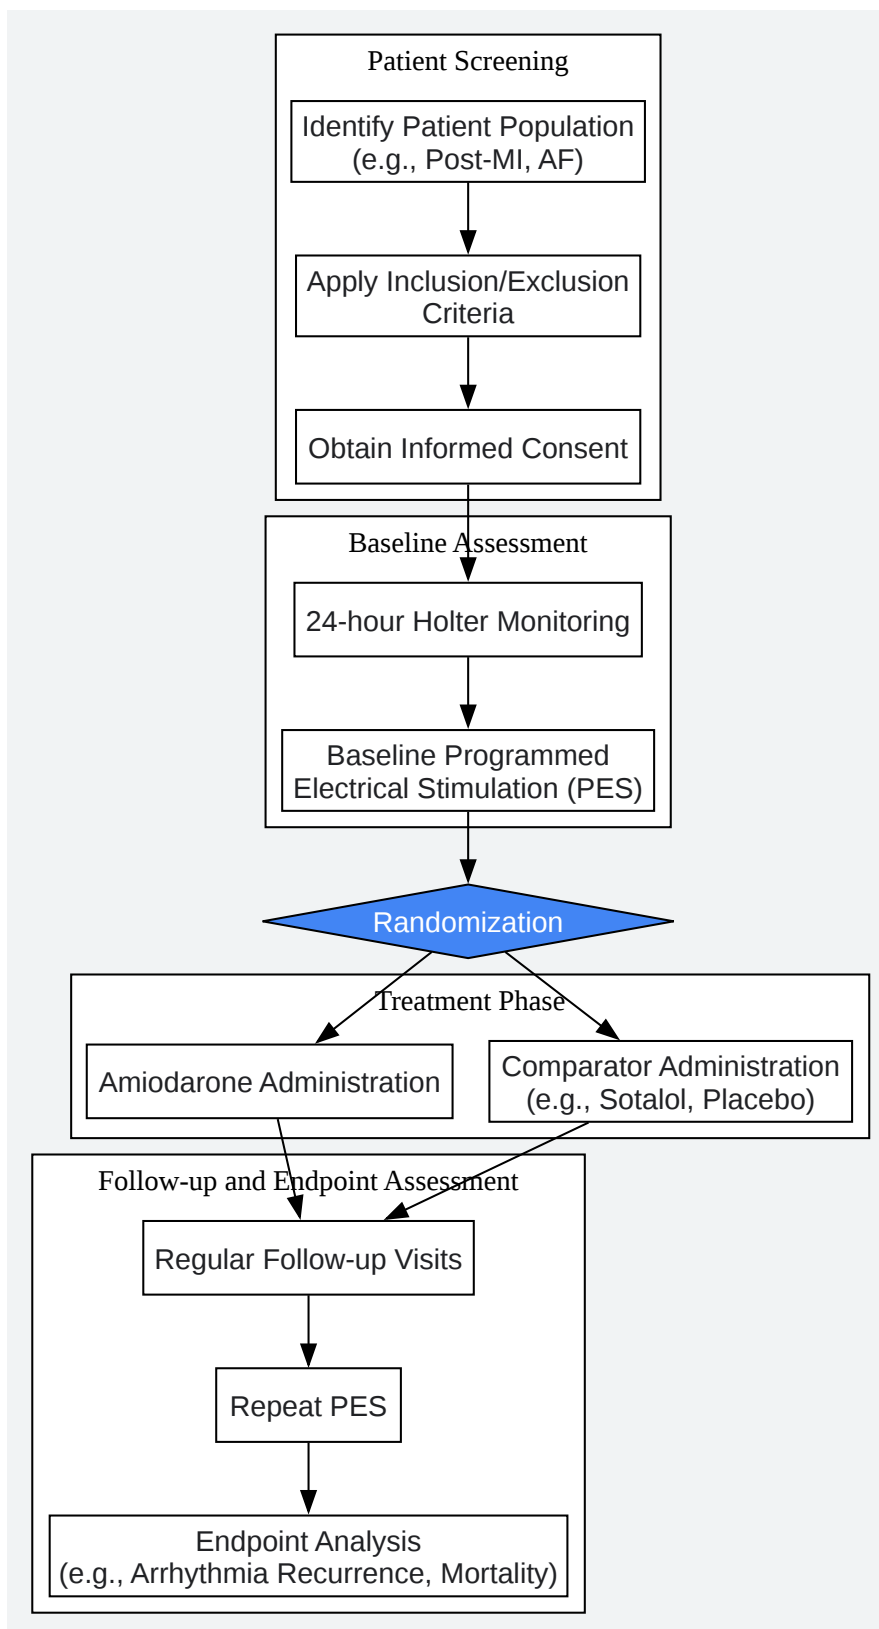 Patient Screening
Identify Patient Population
(e.g., Post-MI, AF)
Apply Inclusion/Exclusion
Criteria
Obtain Informed Consent
Baseline Assessment
24-hour Holter Monitoring
Baseline Programmed
Electrical Stimulation (PES)
Randomization
Treatment Phase
Amiodarone Administration
Comparator Administration
(e.g., Sotalol, Placebo)
Follow-up and Endpoint Assessment
Regular Follow-up Visits
Repeat PES
Endpoint Analysis
(e.g., Arrhythmia Recurrence, Mortality)